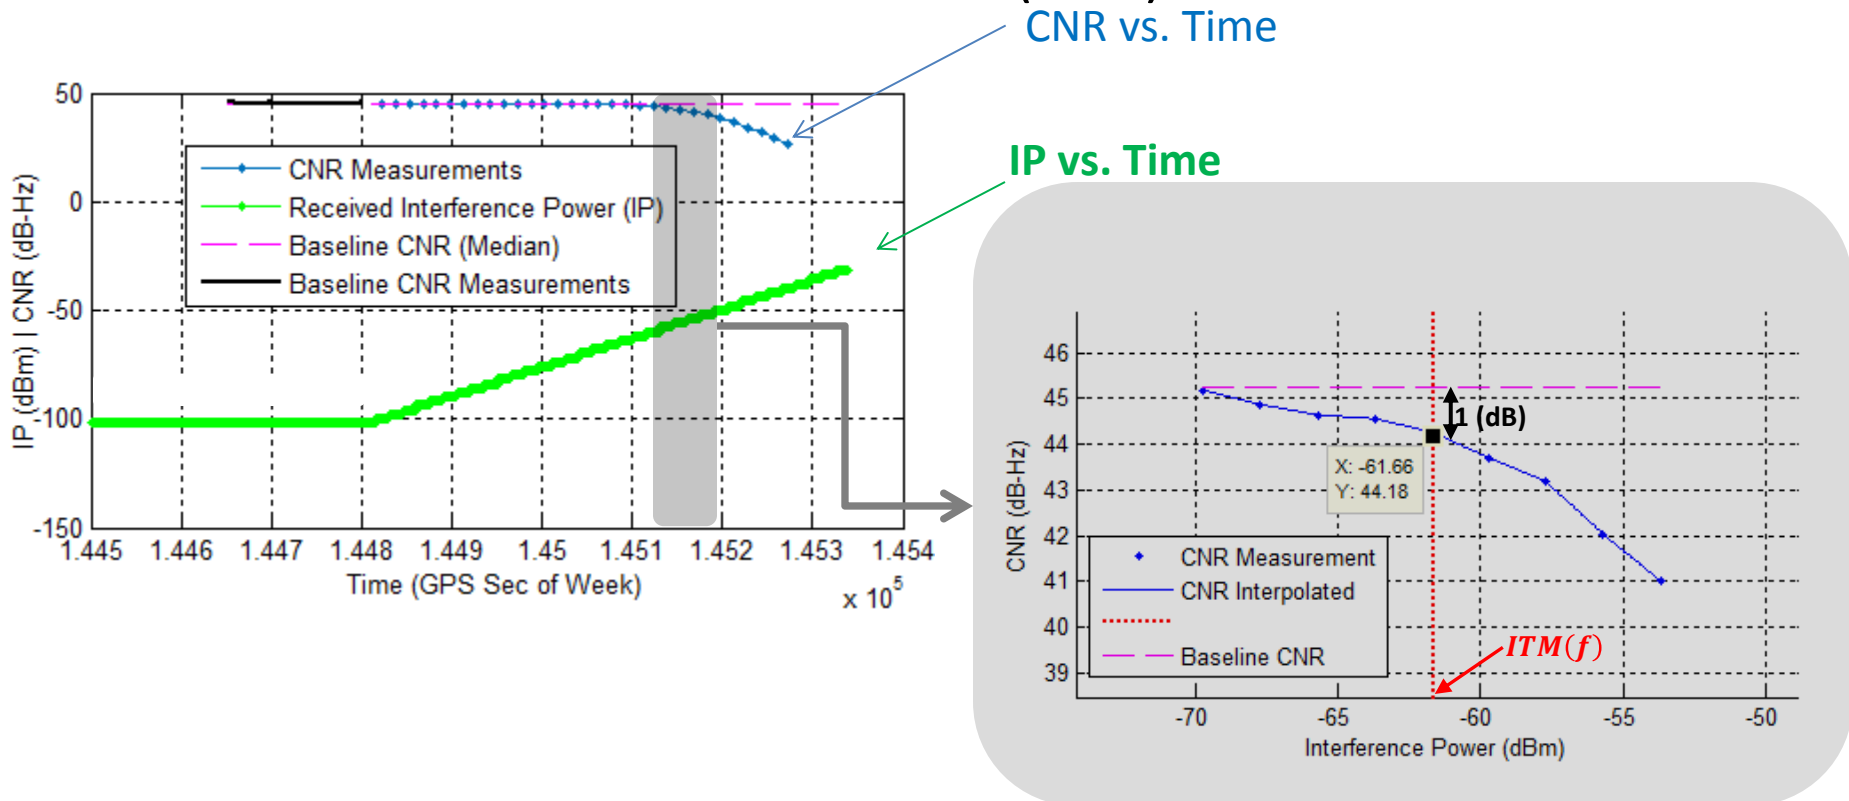 CNR vs. Time
IP vs. Time
50
0
-50
-100
-150
IP (dBm) | CNR (dB-Hz)
CNR Measurements
Received Interference Power (IP)
Baseline CNR (Median)
Baseline CNR Measurements
1.445 1.446 1.447 1.448 1.449 1.45 1.451 1.452 1.453 1.454
Time (GPS Sec of Week)
x 10^5
46
45
44
43
42
41
40
39
CNR (dB-Hz)
1 (dB)
X: -61.66
Y: 44.18
CNR Measurement
CNR Interpolated
Baseline CNR
ITM(f)
-70 -65 -60 -55 -50
Interference Power (dBm)